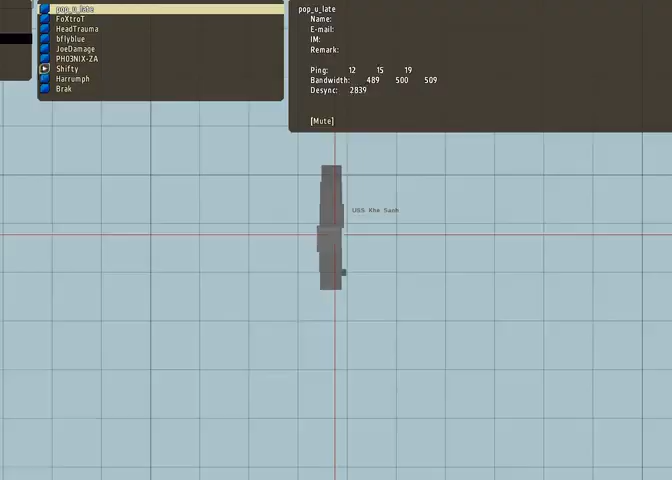 pop_u_late
FoXtroT
HeadTrauma
bflyblue
JoeDamage
PH03NIX-ZA
Shifty
Harrumph
Brak
pop_u_late
Name:
E-mail:
IM:
Remark:
Ping: 12 15 19
Bandwidth: 489 500 509
Desync: 2839
[Mute]
USS Khe Sanh